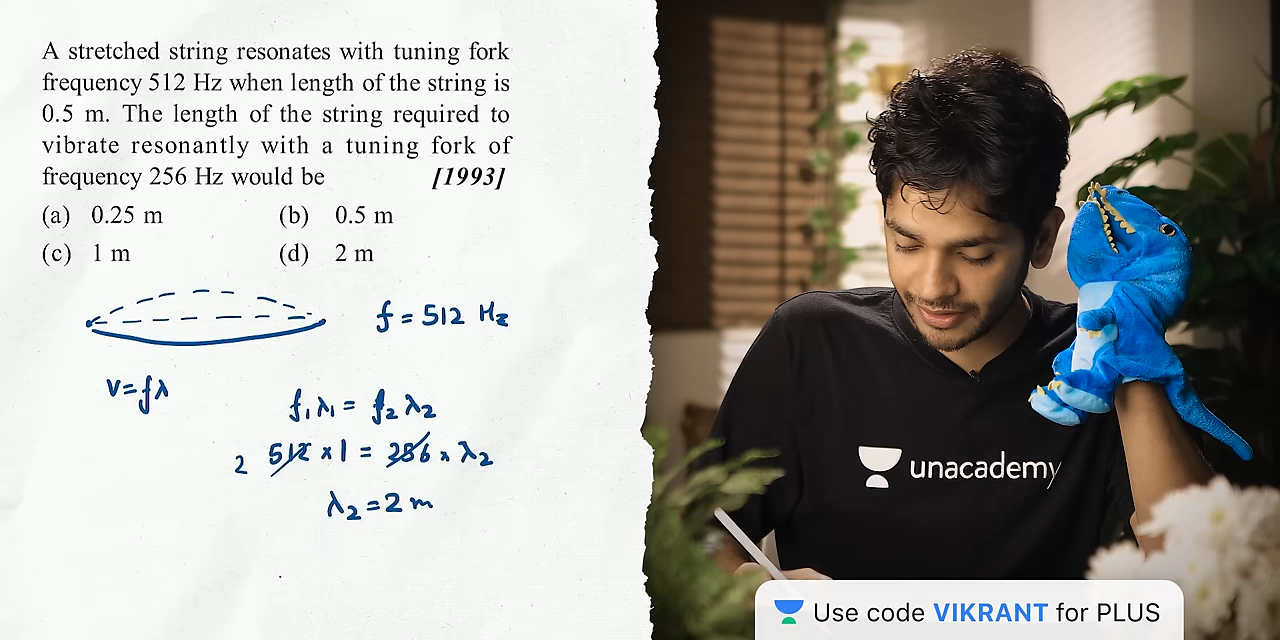 A stretched string resonates with tuning fork
frequency 512 Hz when length of the string is
0.5 m. The length of the string required to
vibrate resonantly with a tuning fork of
frequency 256 Hz would be [1993]
(a) 0.25 m (b) 0.5 m
(c) 1 m (d) 2 m
f = 512 Hz
v = fλ
f₁λ₁ = f₂λ₂
2 512 × 1 = 256 × λ₂
λ₂ = 2 m
unacademy
Use code VIKRANT for PLUS